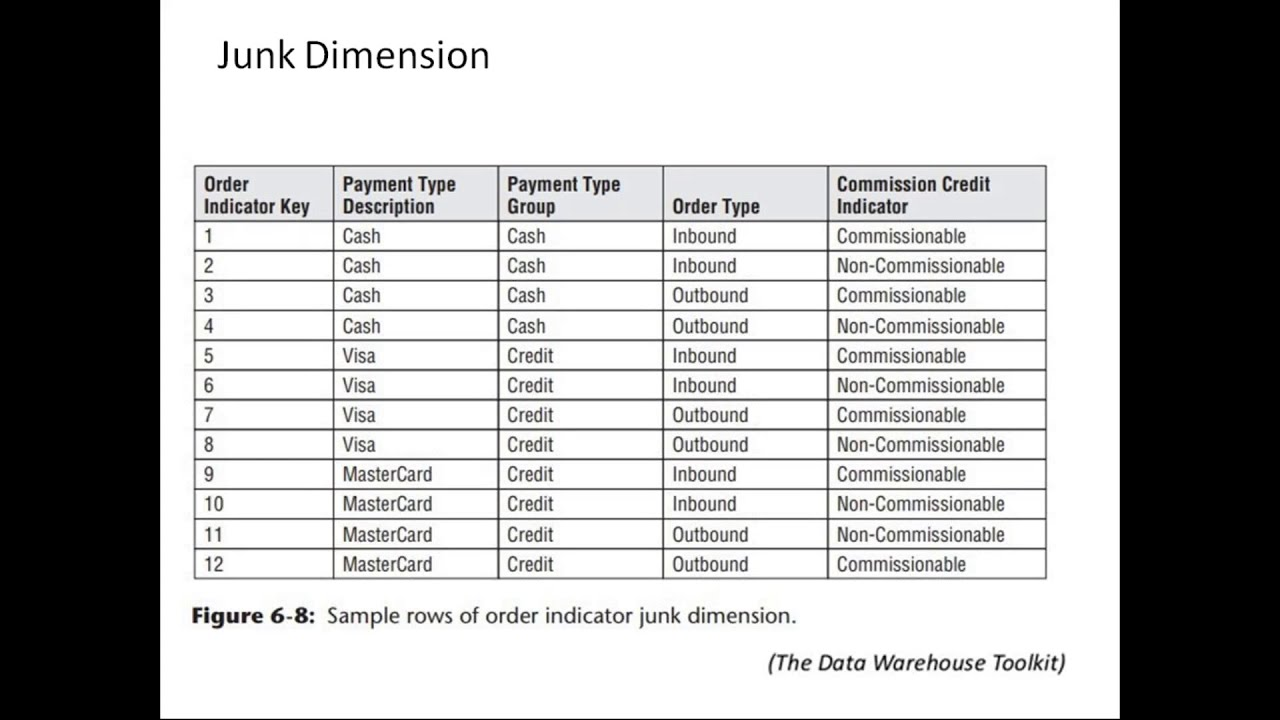 Junk Dimension
Order Indicator Key | Payment Type Description | Payment Type Group | Order Type | Commission Credit Indicator
1 | Cash | Cash | Inbound | Commissionable
2 | Cash | Cash | Inbound | Non-Commissionable
3 | Cash | Cash | Outbound | Commissionable
4 | Cash | Cash | Outbound | Non-Commissionable
5 | Visa | Credit | Inbound | Commissionable
6 | Visa | Credit | Inbound | Non-Commissionable
7 | Visa | Credit | Outbound | Commissionable
8 | Visa | Credit | Outbound | Non-Commissionable
9 | MasterCard | Credit | Inbound | Commissionable
10 | MasterCard | Credit | Inbound | Non-Commissionable
11 | MasterCard | Credit | Outbound | Non-Commissionable
12 | MasterCard | Credit | Outbound | Commissionable
Figure 6-8: Sample rows of order indicator junk dimension.
(The Data Warehouse Toolkit)